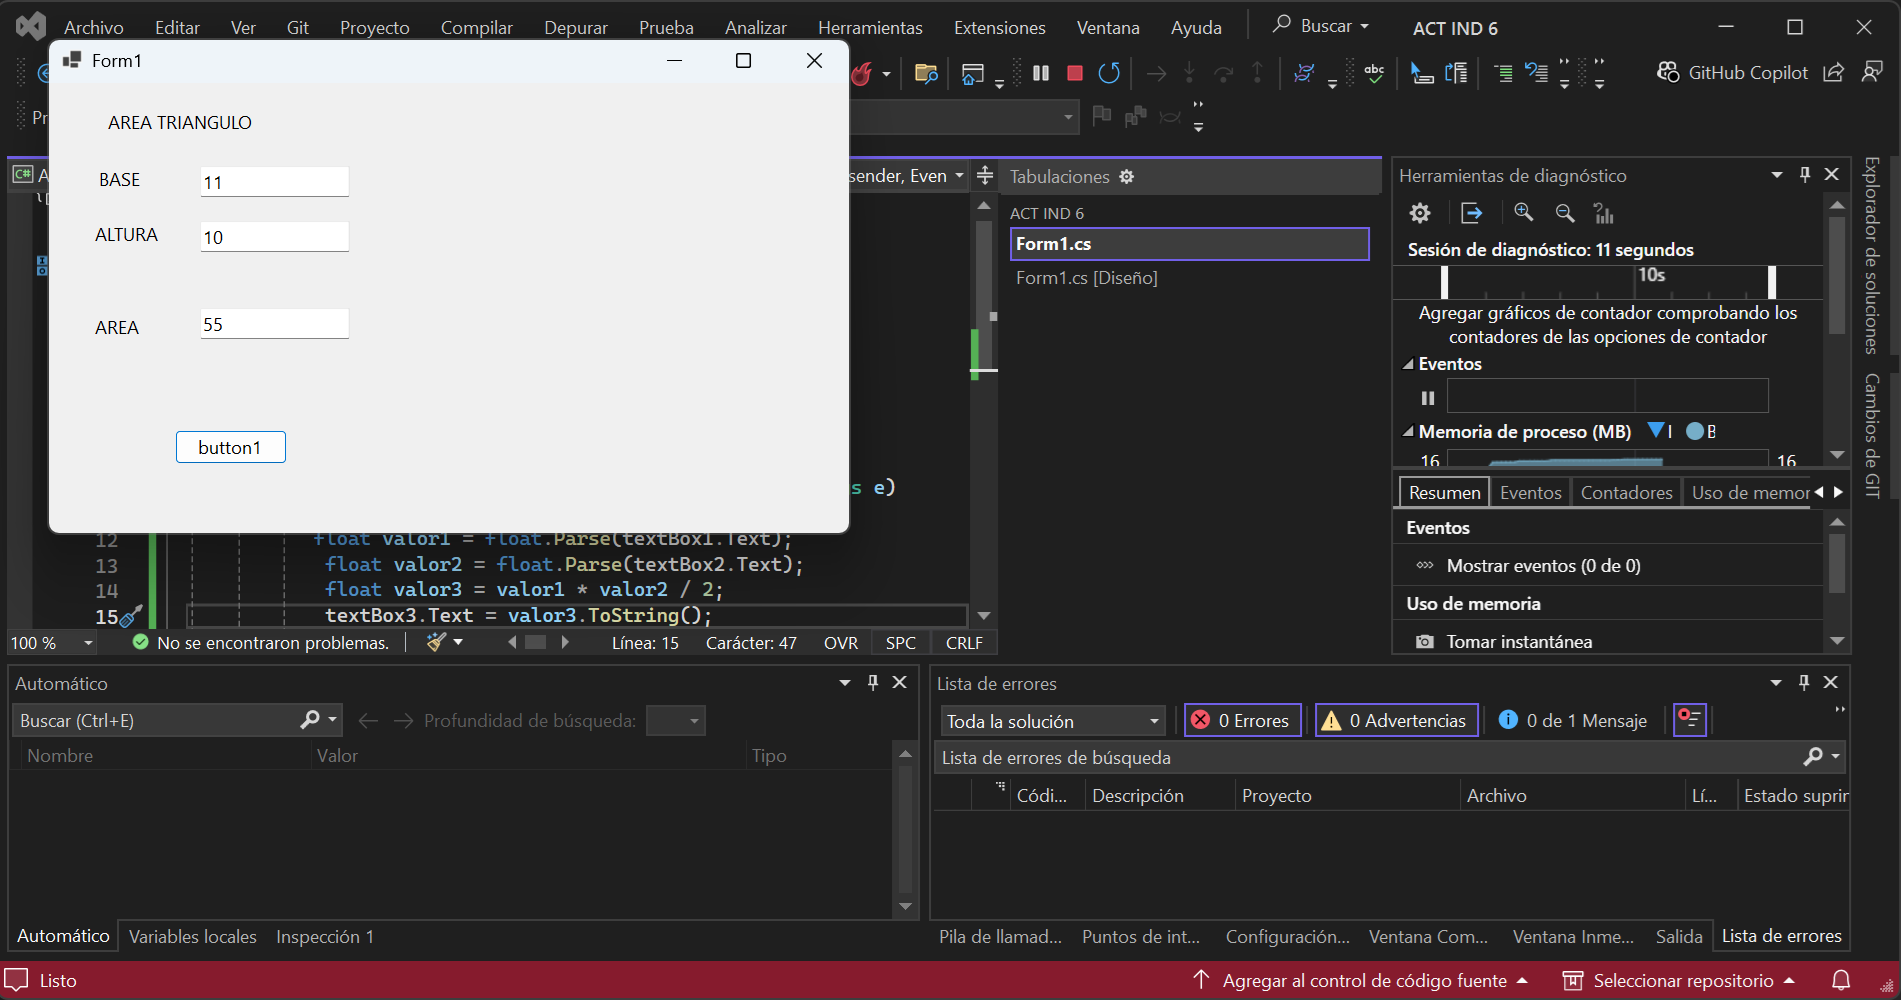 Archivo Editar Ver Git Proyecto Compilar Depurar Prueba Analizar Herramientas Extensiones Ventana Ayuda Buscar ACT IND 6
Form1
GitHub Copilot
AREA TRIANGULO
BASE 11
ALTURA 10
AREA 55
button1
C#
sender, Even
Tabulaciones
ACT IND 6
Form1.cs
Form1.cs [Diseño]
s e)
12 float valor1 = float.Parse(textBox1.Text);
13 float valor2 = float.Parse(textBox2.Text);
14 float valor3 = valor1 * valor2 / 2;
15 textBox3.Text = valor3.ToString();
100 % No se encontraron problemas. Línea: 15 Carácter: 47 OVR SPC CRLF
Herramientas de diagnóstico
Sesión de diagnóstico: 11 segundos
10s
Agregar gráficos de contador comprobando los
contadores de las opciones de contador
Eventos
Memoria de proceso (MB) I B
16 16
Resumen Eventos Contadores Uso de memor
Eventos
Mostrar eventos (0 de 0)
Uso de memoria
Tomar instantánea
Explorador de soluciones
Cambios de GIT
Automático
Buscar (Ctrl+E) Profundidad de búsqueda:
Nombre Valor Tipo
Automático Variables locales Inspección 1
Lista de errores
Toda la solución 0 Errores 0 Advertencias 0 de 1 Mensaje
Lista de errores de búsqueda
Códi... Descripción Proyecto Archivo Lí... Estado suprir
Pila de llamad... Puntos de int... Configuración... Ventana Com... Ventana Inme... Salida Lista de errores
Listo Agregar al control de código fuente Seleccionar repositorio